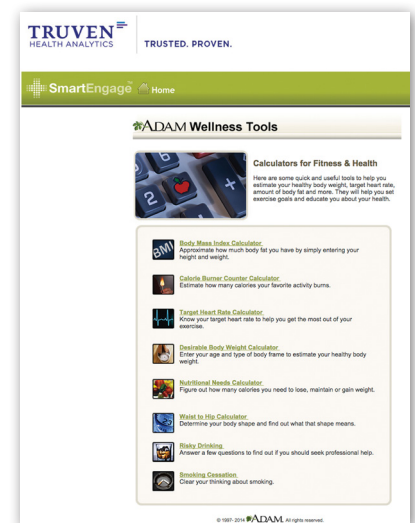 TRUVEN
HEALTH ANALYTICS
TRUSTED. PROVEN.
SmartEngage™ Home
ADAM Wellness Tools
Calculators for Fitness & Health
Here are some quick and useful tools to help you
estimate your healthy body weight, target heart rate,
amount of body fat and more. They will help you set
exercise goals and educate you about your health.
2
+
0
BMI
Body Mass Index Calculator
Approximate how much body fat you have by simply entering your
height and weight.
Calorie Burner Counter Calculator
Estimate how many calories your favorite activity burns.
Target Heart Rate Calculator
Know your target heart rate to help you get the most out of your
exercise.
Desirable Body Weight Calculator
Enter your age and type of body frame to estimate your healthy body
weight.
Nutritional Needs Calculator
Figure out how many calories you need to lose, maintain or gain weight.
Waist to Hip Calculator
Determine your body shape and find out what that shape means.
Risky Drinking
Answer a few questions to find out if you should seek professional help.
Smoking Cessation
Clear your thinking about smoking.
© 1997- 2014 ADAM. All rights reserved.